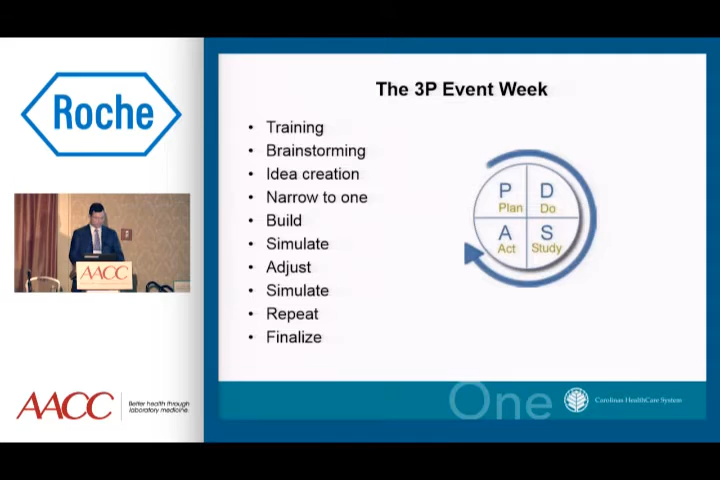 Roche
AACC
AACC
Better health through
laboratory medicine.
The 3P Event Week
• Training
• Brainstorming
• Idea creation
• Narrow to one
• Build
• Simulate
• Adjust
• Simulate
• Repeat
• Finalize
P
Plan
D
Do
A
Act
S
Study
One
Carolinas HealthCare System